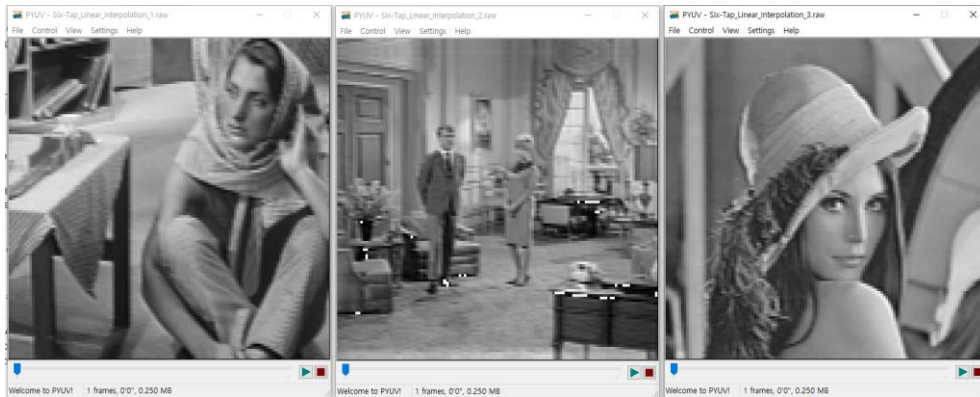 PYUV - Six-Tap_Linear_Interpolation_1.raw
File Control View Settings Help
Welcome to PYUV! 1 frames, 0'0", 0.250 MB
PYUV - Six-Tap_Linear_Interpolation_2.raw
File Control View Settings Help
Welcome to PYUV! 1 frames, 0'0", 0.250 MB
PYUV - Six-Tap_Linear_Interpolation_3.raw
File Control View Settings Help
Welcome to PYUV! 1 frames, 0'0", 0.250 MB